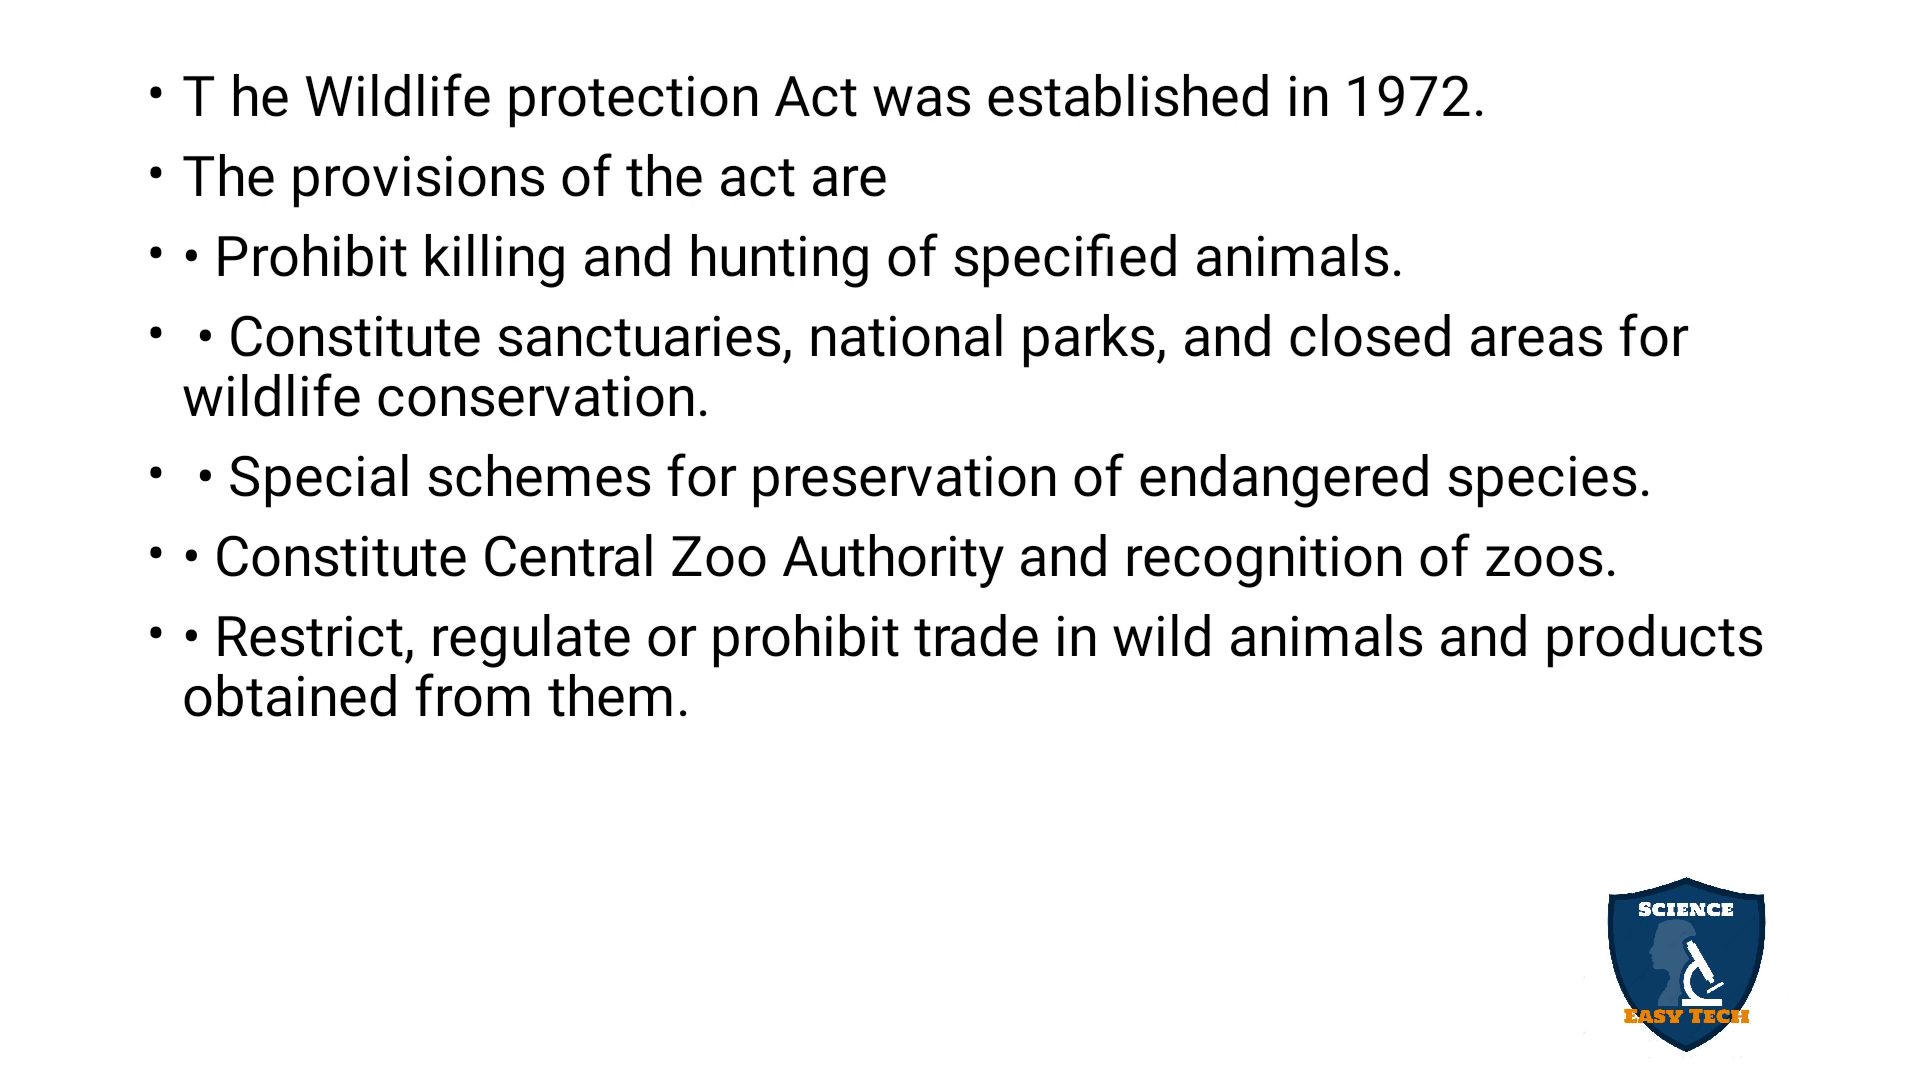 • T he Wildlife protection Act was established in 1972.
• The provisions of the act are
• • Prohibit killing and hunting of specified animals.
• • Constitute sanctuaries, national parks, and closed areas for
wildlife conservation.
• • Special schemes for preservation of endangered species.
• • Constitute Central Zoo Authority and recognition of zoos.
• • Restrict, regulate or prohibit trade in wild animals and products
obtained from them.
SCIENCE
EASY TECH